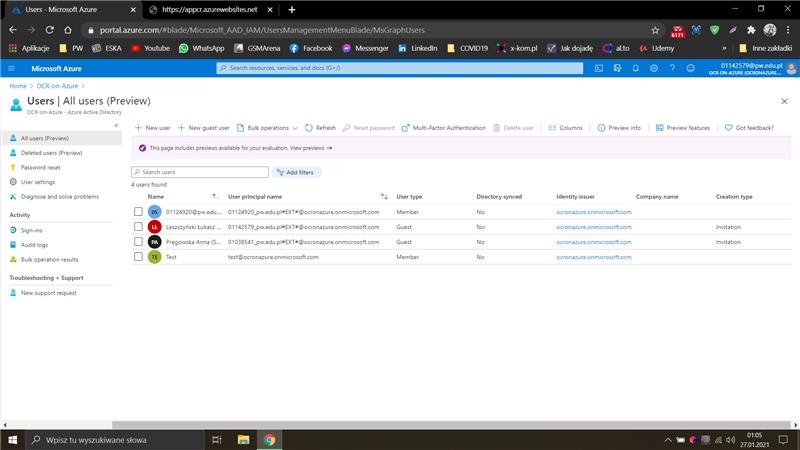 Users - Microsoft Azure
https://appcr.azurewebsites.net
portal.azure.com/#blade/Microsoft_AAD_IAM/UsersManagementMenuBlade/MsGraphUsers
6171
Aplikacje
PW
ESKA
Youtube
WhatsApp
GSMArena
Facebook
Messenger
LinkedIn
COVID19
x-kom.pl
Jak dojadę
al.to
Udemy
Inne zakładki
Microsoft Azure
Search resources, services, and docs (G+/)
01142579@pw.edu.pl
OCR-ON-AZURE (OCRONAZURE....
Home > OCR-on-Azure >
Users | All users (Preview)
OCR-on-Azure - Azure Active Directory
All users (Preview)
Deleted users (Preview)
Password reset
User settings
Diagnose and solve problems
Activity
Sign-ins
Audit logs
Bulk operation results
Troubleshooting + Support
New support request
New user
New guest user
Bulk operations
Refresh
Reset password
Multi-Factor Authentication
Delete user
Columns
Preview info
Preview features
Got feedback?
This page includes previews available for your evaluation. View previews →
Search users
Add filters
4 users found
Name User principal name User type Directory synced Identity issuer Company name Creation type
01124920@pw.edu.... 01124920_pw.edu.pl#EXT#@ocronazure.onmicrosoft.com Member No ocronazure.onmicrosoft.com
LŁ Leszczyński Łukasz ... 01142579_pw.edu.pl#EXT#@ocronazure.onmicrosoft.com Guest No ocronazure.onmicrosoft.com Invitation
PA Pręgowska Anna (S... 01038541_pw.edu.pl#EXT#@ocronazure.onmicrosoft.com Guest No ocronazure.onmicrosoft.com Invitation
TE Test test@ocronazure.onmicrosoft.com Member No ocronazure.onmicrosoft.com
Wpisz tu wyszukiwane słowa
01:05
27.01.2021